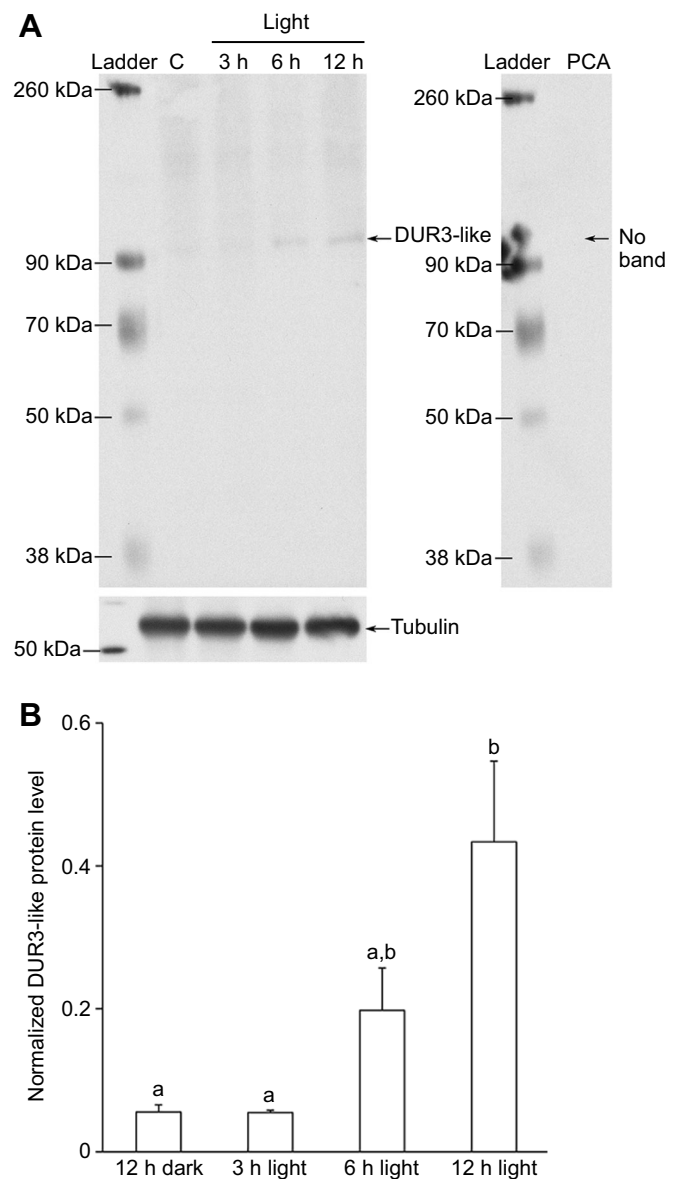 A
Light
Ladder C 3 h 6 h 12 h
260 kDa
90 kDa
70 kDa
50 kDa
38 kDa
DUR3-like
Ladder PCA
260 kDa
90 kDa
70 kDa
50 kDa
38 kDa
No
band
50 kDa
Tubulin
B
Normalized DUR3-like protein level
0.6
0.4
0.2
0
a
a
a,b
b
12 h dark 3 h light 6 h light 12 h light